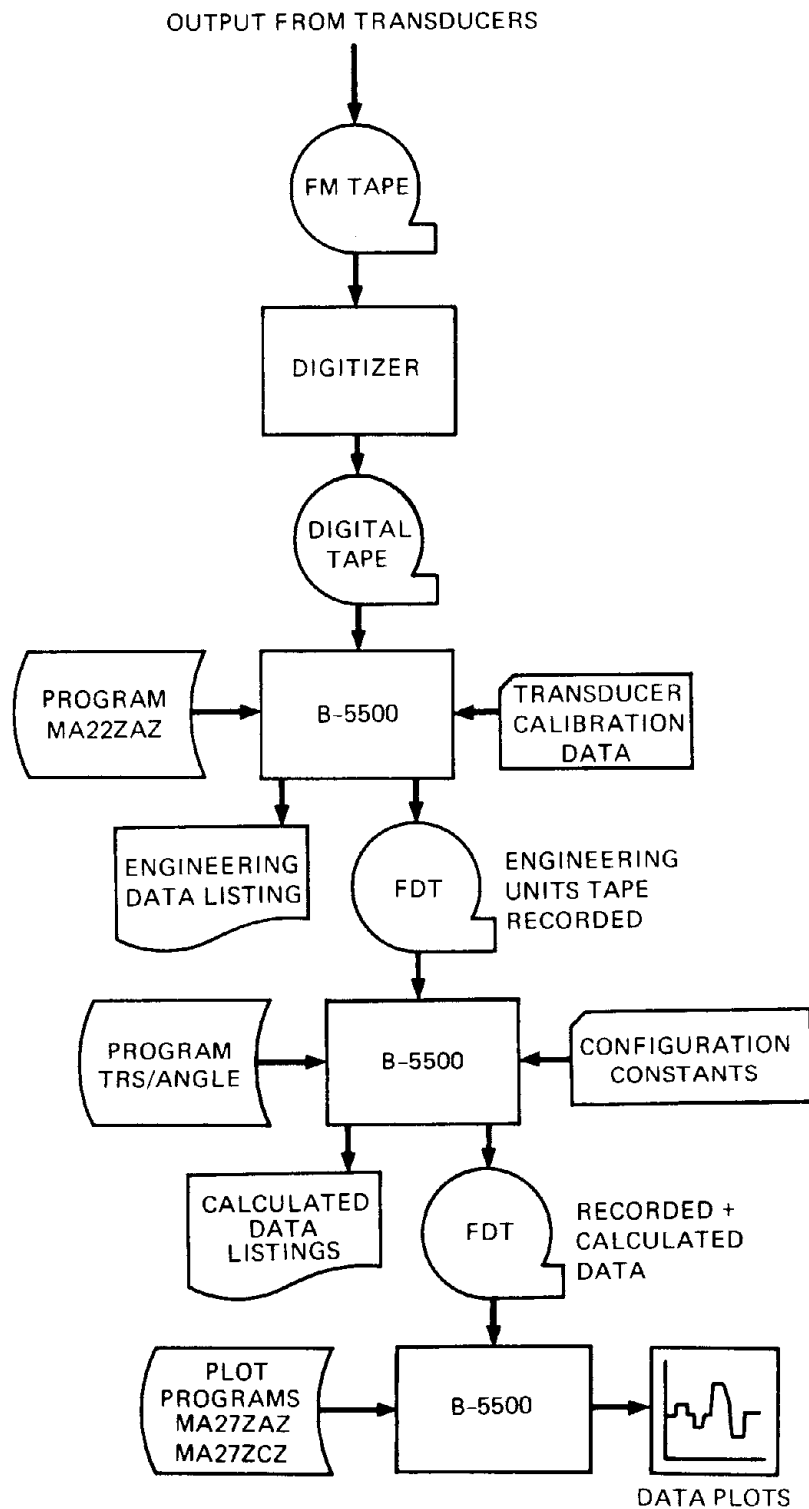 OUTPUT FROM TRANSDUCERS
FM TAPE
DIGITIZER
DIGITAL
TAPE
PROGRAM
MA22ZAZ
B-5500
TRANSDUCER
CALIBRATION
DATA
ENGINEERING
DATA LISTING
FDT
ENGINEERING
UNITS TAPE
RECORDED
PROGRAM
TRS/ANGLE
B-5500
CONFIGURATION
CONSTANTS
CALCULATED
DATA
LISTINGS
FDT
RECORDED +
CALCULATED
DATA
PLOT
PROGRAMS
MA27ZAZ
MA27ZCZ
B-5500
DATA PLOTS